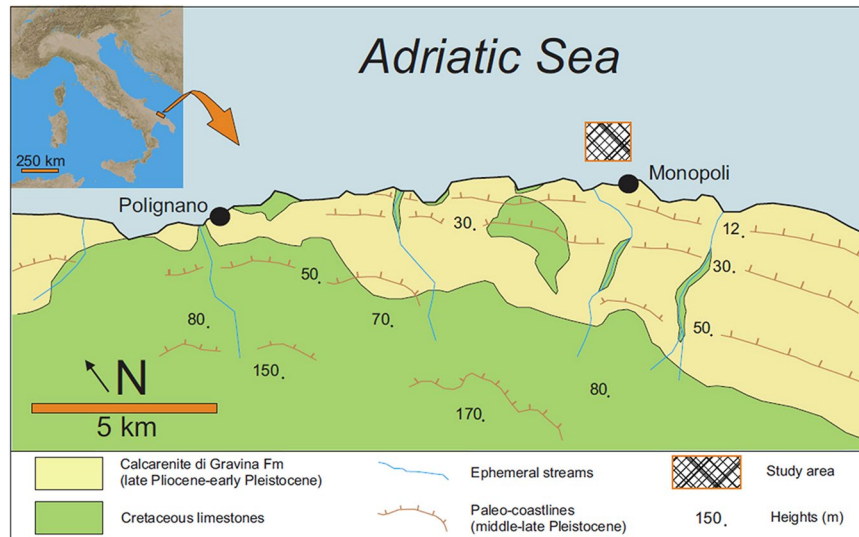 Adriatic Sea
250 km
Monopoli
Polignano
30.
12.
30.
50.
50.
80.
70.
150.
80.
170.
N
5 km
Calcarenite di Gravina Fm
(late Pliocene-early Pleistocene)
Ephemeral streams
Study area
Cretaceous limestones
Paleo-coastlines
(middle-late Pleistocene)
150.
Heights (m)